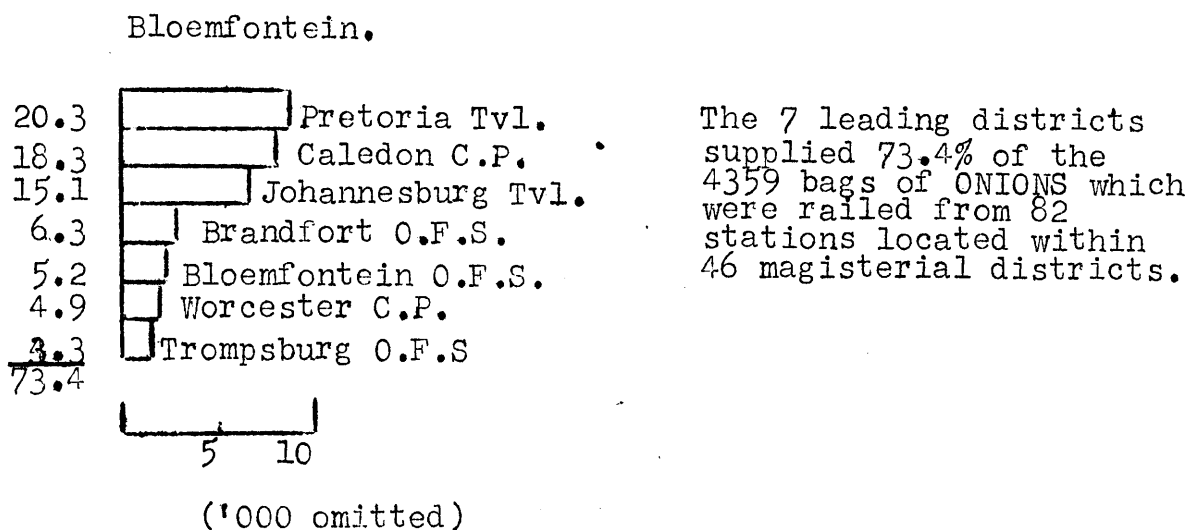 Bloemfontein.
20.3 Pretoria Tvl.
18.3 Caledon C.P.
15.1 Johannesburg Tvl.
6.3 Brandfort O.F.S.
5.2 Bloemfontein O.F.S.
4.9 Worcester C.P.
3.3 Trompsburg O.F.S
73.4
5 10
('000 omitted)
The 7 leading districts
supplied 73.4% of the
4359 bags of ONIONS which
were railed from 82
stations located within
46 magisterial districts.